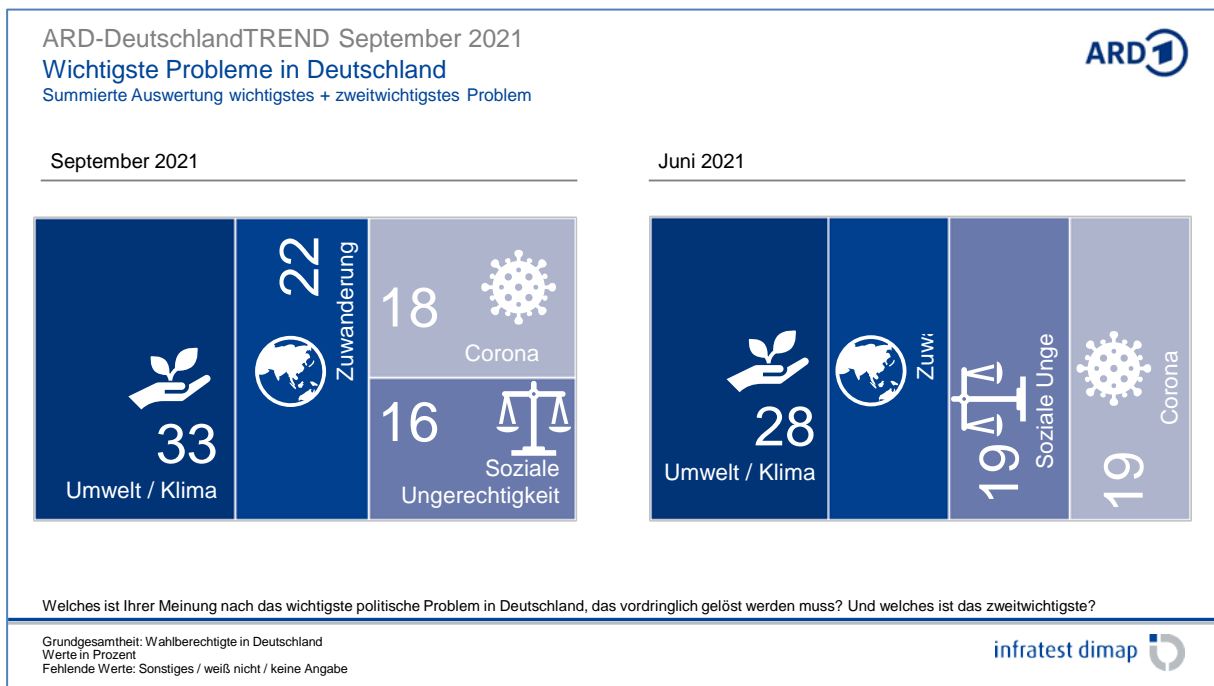 ARD-DeutschlandTREND September 2021
Wichtigste Probleme in Deutschland
Summierte Auswertung wichtigstes + zweitwichtigstes Problem
ARD 1
September 2021
33
Umwelt / Klima
22
Zuwanderung
18
Corona
16
Soziale
Ungerechtigkeit
Juni 2021
28
Umwelt / Klima
Zuw
19
Soziale Unge
19
Corona
Welches ist Ihrer Meinung nach das wichtigste politische Problem in Deutschland, das vordringlich gelöst werden muss? Und welches ist das zweitwichtigste?
Grundgesamtheit: Wahlberechtigte in Deutschland
Werte in Prozent
Fehlende Werte: Sonstiges / weiß nicht / keine Angabe
infratest dimap